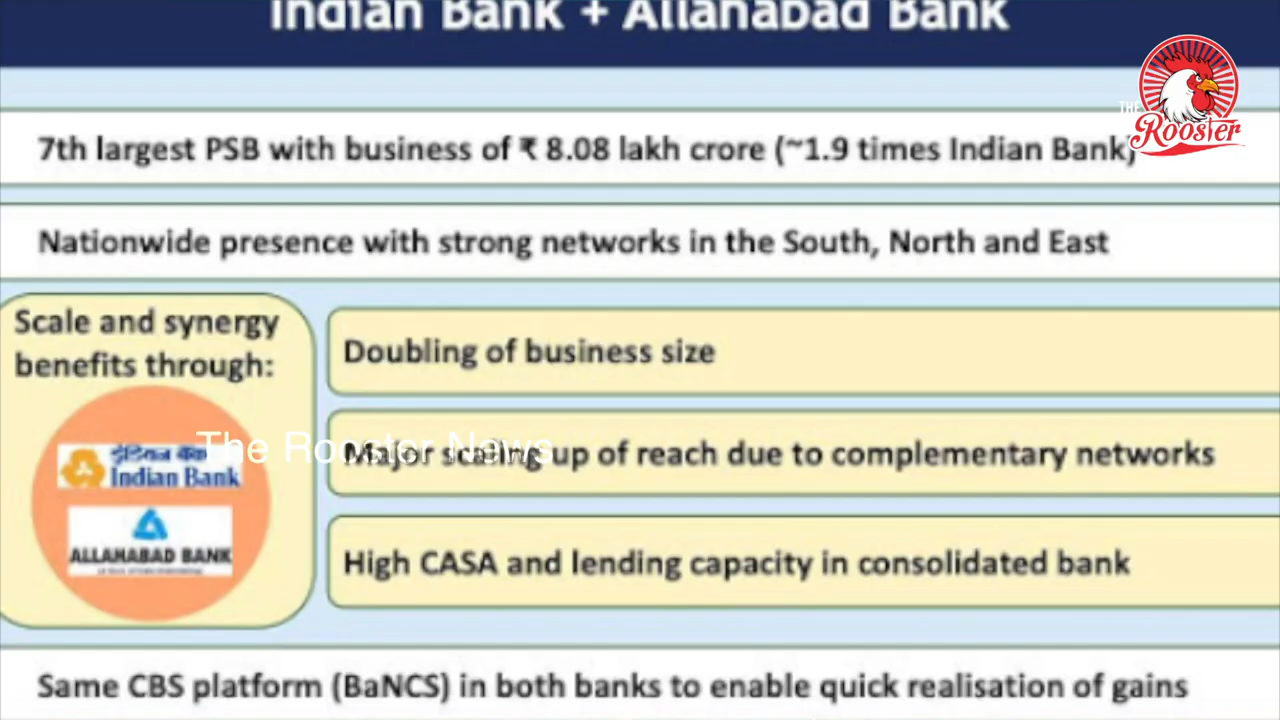 Indian Bank + Allahabad Bank
THE
Rooster
7th largest PSB with business of ₹ 8.08 lakh crore (~1.9 times Indian Bank)
Nationwide presence with strong networks in the South, North and East
Scale and synergy
benefits through:
इंडियन बैंक
Indian Bank
ALLAHABAD BANK
Doubling of business size
The Rooster News
Major scaling up of reach due to complementary networks
High CASA and lending capacity in consolidated bank
Same CBS platform (BaNCS) in both banks to enable quick realisation of gains